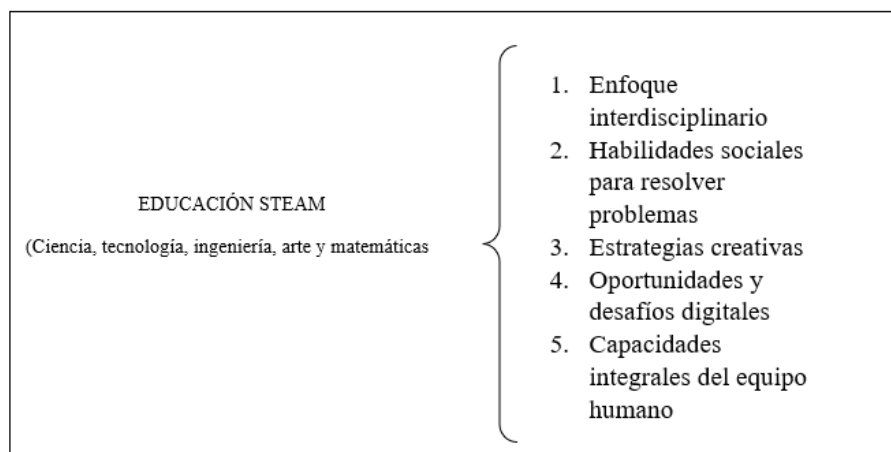 EDUCACIÓN STEAM
(Ciencia, tecnología, ingeniería, arte y matemáticas
1. Enfoque
interdisciplinario
2. Habilidades sociales
para resolver
problemas
3. Estrategias creativas
4. Oportunidades y
desafíos digitales
5. Capacidades
integrales del equipo
humano